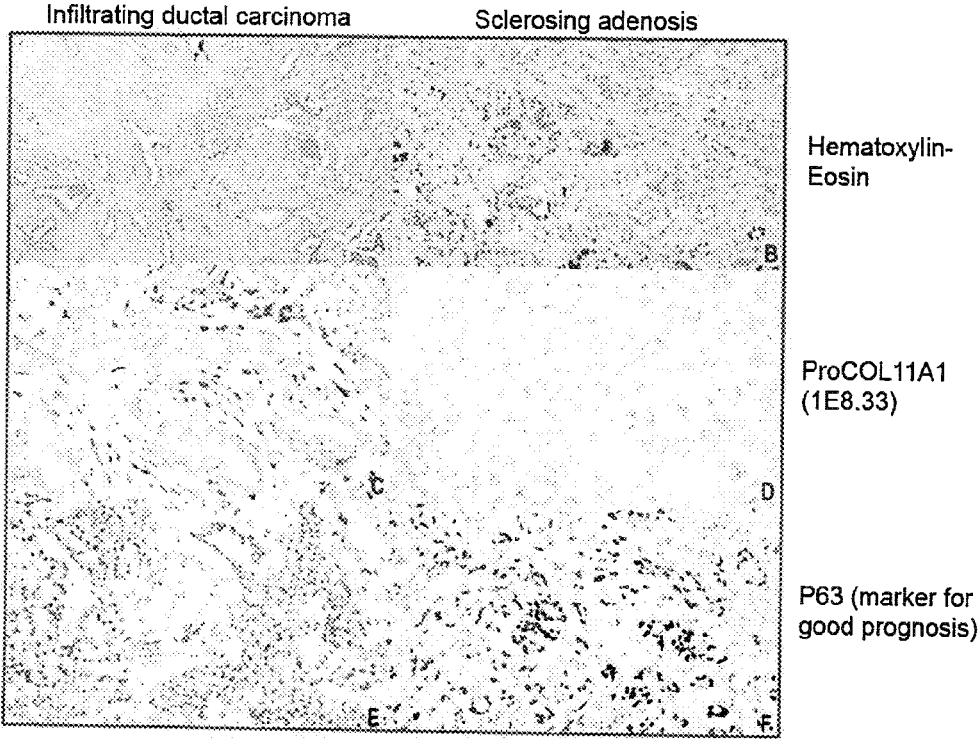 Infiltrating ductal carcinoma
Sclerosing adenosis
A
Hematoxylin-
Eosin
B
ProCOL11A1
(1E8.33)
C
D
P63 (marker for
good prognosis)
E
F